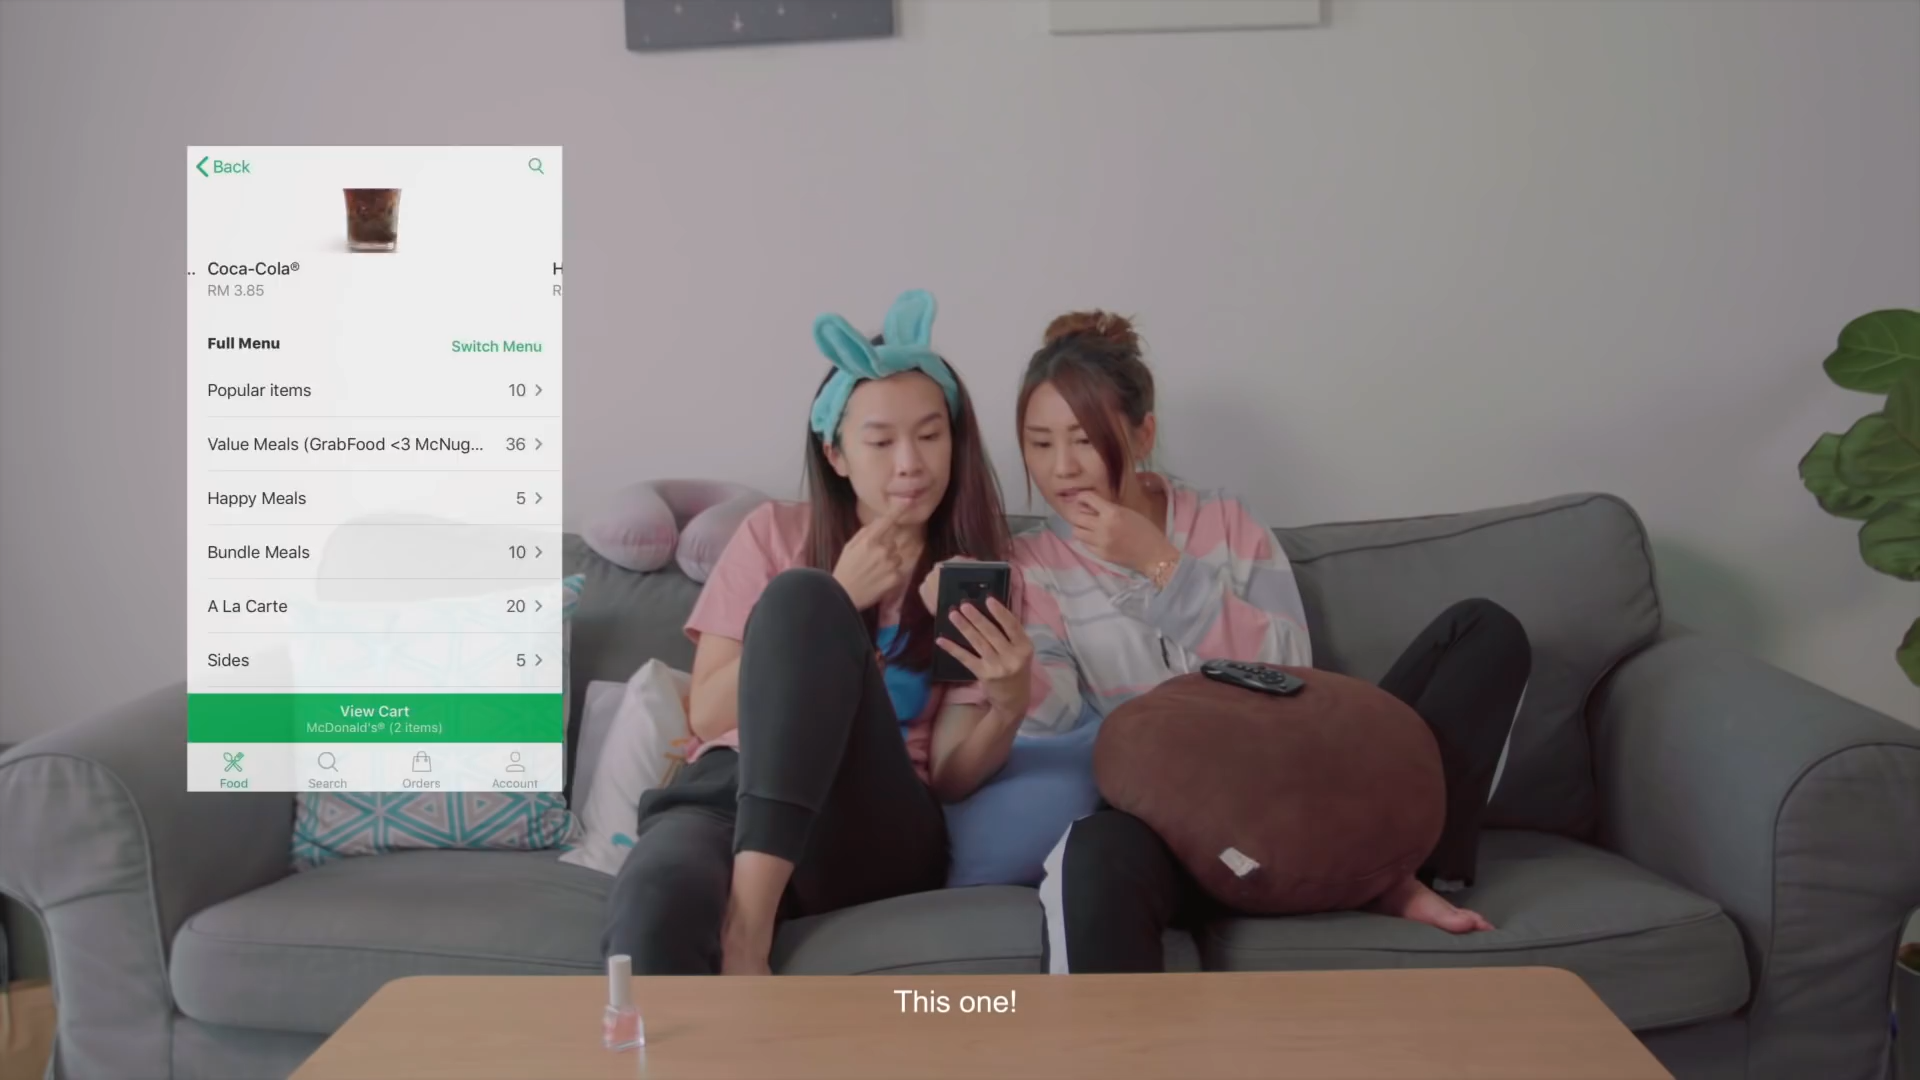 Back
.. Coca-Cola® H
RM 3.85 R
Full Menu Switch Menu
Popular items 10
Value Meals (GrabFood <3 McNug... 36
Happy Meals 5
Bundle Meals 10
A La Carte 20
Sides 5
View Cart
McDonald's® (2 items)
Food Search Orders Account
This one!